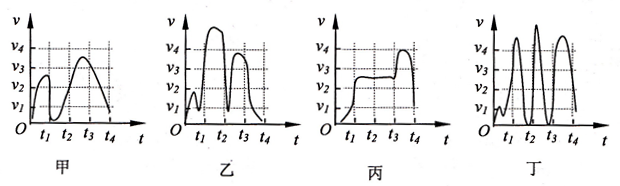 v
v₄
v₃
v₂
v₁
O t₁ t₂ t₃ t₄ t
甲
v
v₄
v₃
v₂
v₁
O t₁ t₂ t₃ t₄ t
乙
v
v₄
v₃
v₂
v₁
O t₁ t₂ t₃ t₄ t
丙
v
v₄
v₃
v₂
v₁
O t₁ t₂ t₃ t₄ t
丁